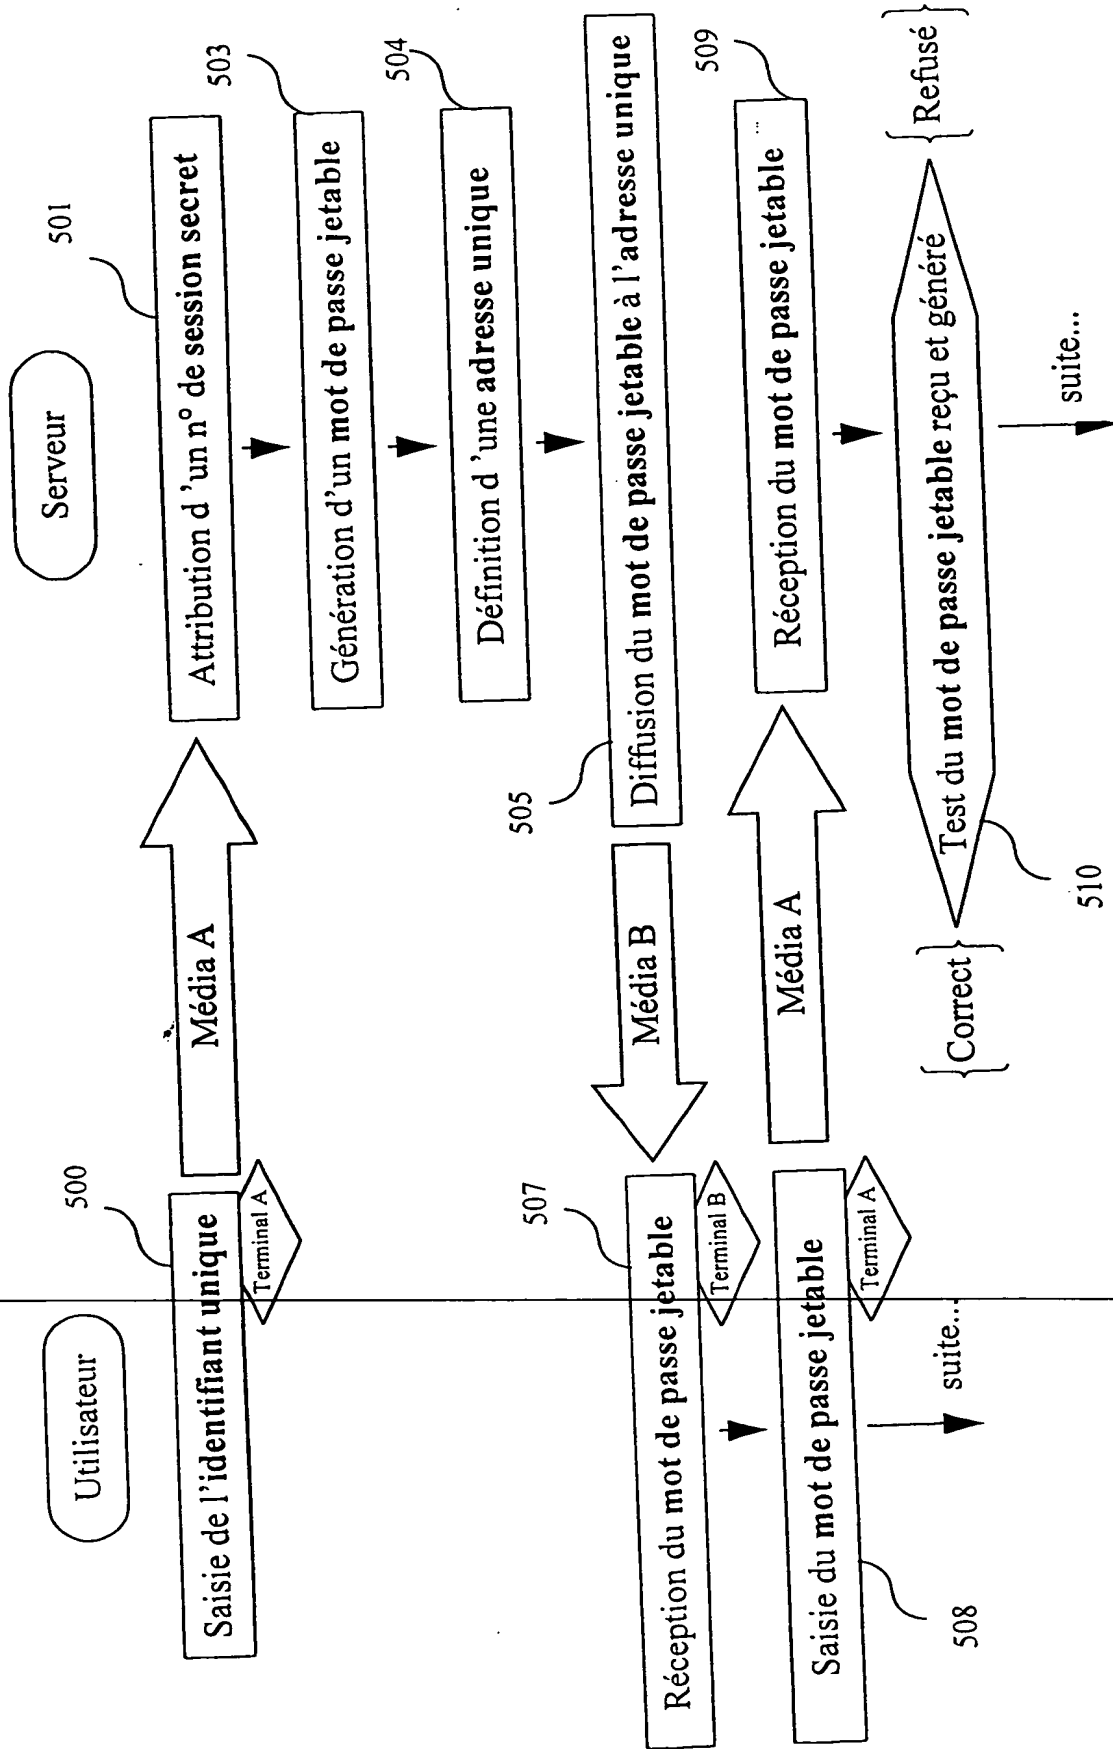 Utilisateur
Serveur
500
Saisie de l'identifiant unique
Terminal A
Média A
501
Attribution d 'un n° de session secret
503
Génération d'un mot de passe jetable
504
Définition d 'une adresse unique
505
Diffusion du mot de passe jetable à l'adresse unique
Média B
507
Réception du mot de passe jetable
Terminal B
Saisie du mot de passe jetable
508
Terminal A
Média A
509
Réception du mot de passe jetable
{Correct}
Test du mot de passe jetable reçu et généré
{Refusé}
510
suite...
suite...